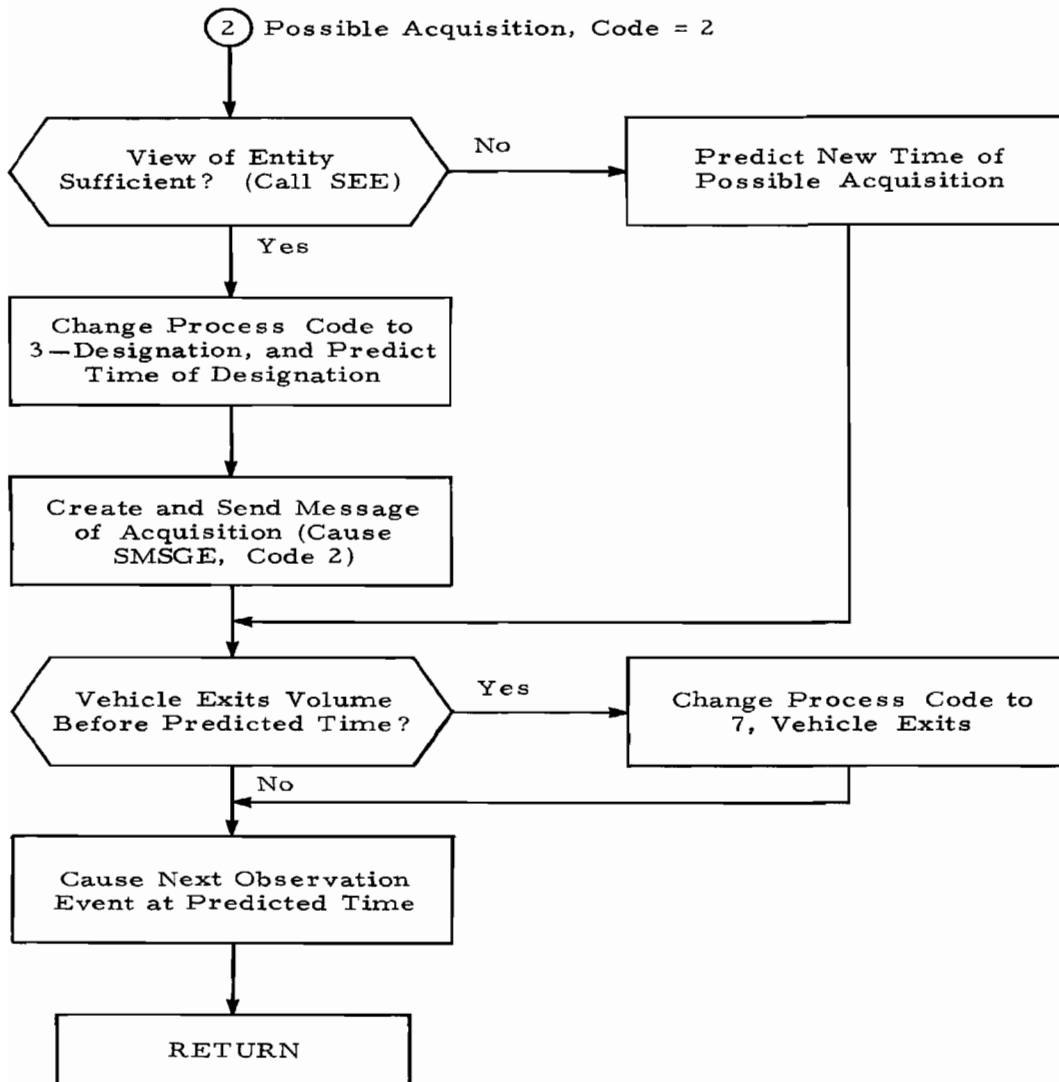 2 Possible Acquisition, Code = 2
View of Entity
Sufficient? (Call SEE)
No
Predict New Time of
Possible Acquisition
Yes
Change Process Code to
3—Designation, and Predict
Time of Designation
Create and Send Message
of Acquisition (Cause
SMSGE, Code 2)
Vehicle Exits Volume
Before Predicted Time?
Yes
Change Process Code to
7, Vehicle Exits
No
Cause Next Observation
Event at Predicted Time
RETURN